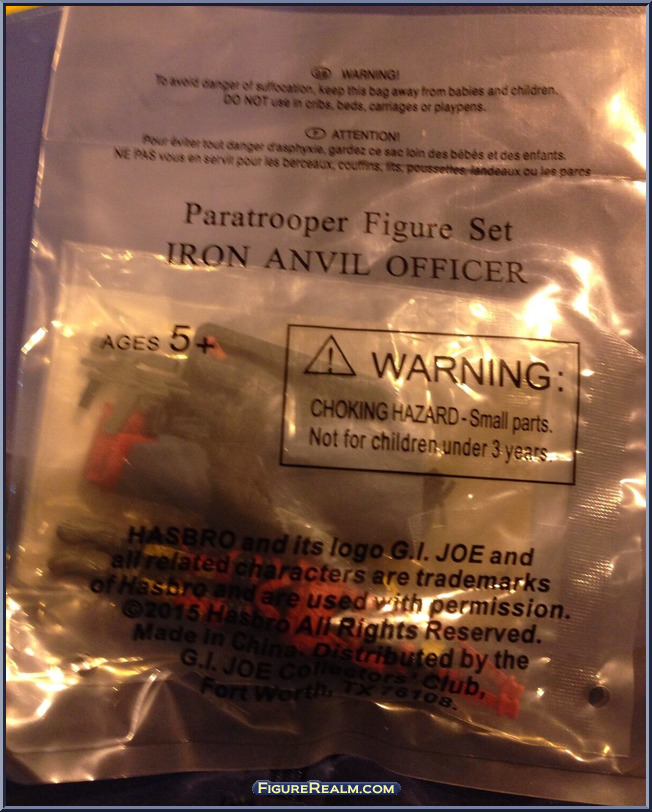 GB WARNING!
To avoid danger of suffocation, keep this bag away from babies and children.
DO NOT use in cribs, beds, carriages or playpens.
F ATTENTION!
Pour éviter tout danger d'asphyxie, gardez ce sac loin des bébés et des enfants.
NE PAS vous en servir pour les berceaux, couffins, lits, poussettes, landeaux ou les parcs
Paratrooper Figure Set
IRON ANVIL OFFICER
AGES 5+
WARNING:
CHOKING HAZARD - Small parts.
Not for children under 3 years.
HASBRO and its logo G.I. JOE and
all related characters are trademarks
of Hasbro and are used with permission.
©2015 Hasbro All Rights Reserved.
Made in China. Distributed by the
G.I. JOE Collectors' Club,
Fort Worth, TX 76108.
FIGUREREALM.COM